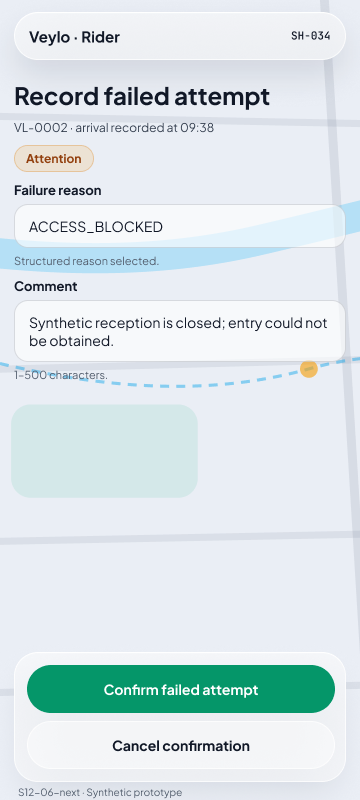 Veylo · Rider
SH-034
Record failed attempt
VL-0002 · arrival recorded at 09:38
Attention
Failure reason
ACCESS_BLOCKED
Structured reason selected.
Comment
Synthetic reception is closed; entry could not
be obtained.
1–500 characters.
Confirm failed attempt
Cancel confirmation
S12-06-next · Synthetic prototype